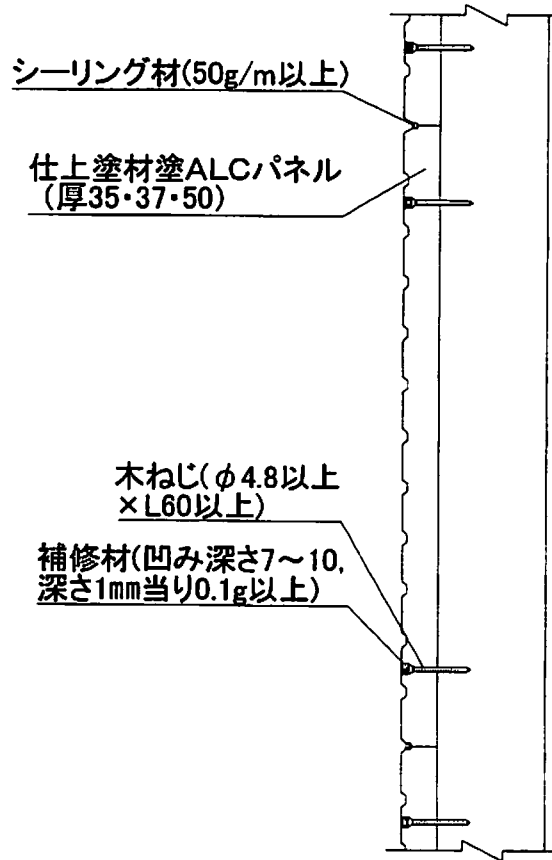 シーリング材(50g/m以上)
仕上塗材塗ALCパネル
(厚35・37・50)
木ねじ(φ4.8以上
×L60以上)
補修材(凹み深さ7～10,
深さ1mm当り0.1g以上)